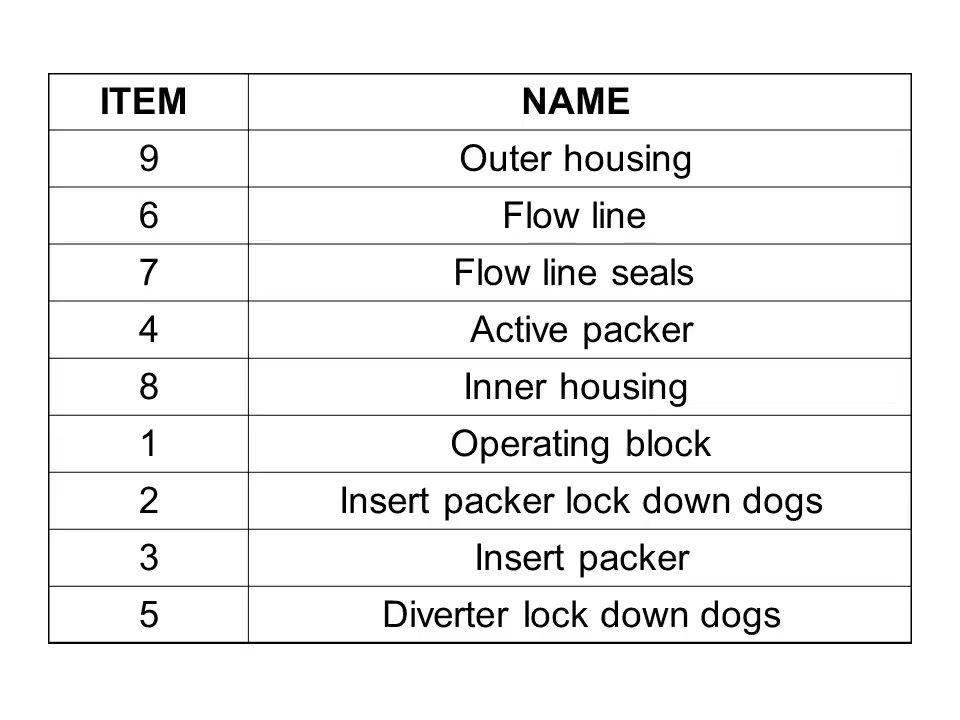 ITEM NAME
9 Outer housing
6 Flow line
7 Flow line seals
4 Active packer
8 Inner housing
1 Operating block
2 Insert packer lock down dogs
3 Insert packer
5 Diverter lock down dogs